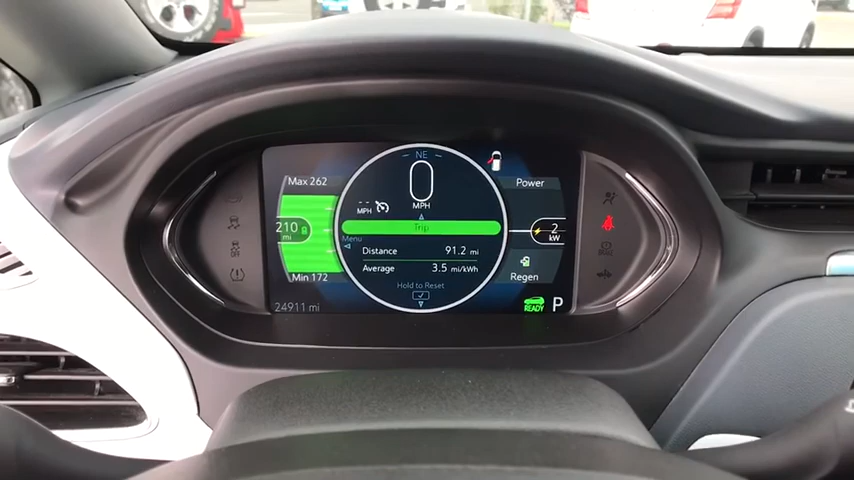 NE
Max 262
Power
0
MPH
-- MPH
Trip
210 mi
2 kW
Menu
Distance 91.2 mi
Average 3.5 mi/kWh
Min 172
Regen
Hold to Reset
24911 mi
READY
P